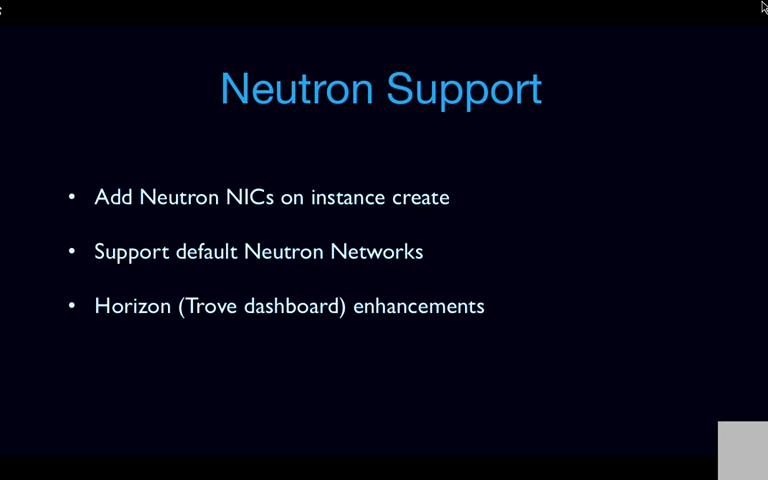 Neutron Support
• Add Neutron NICs on instance create
• Support default Neutron Networks
• Horizon (Trove dashboard) enhancements